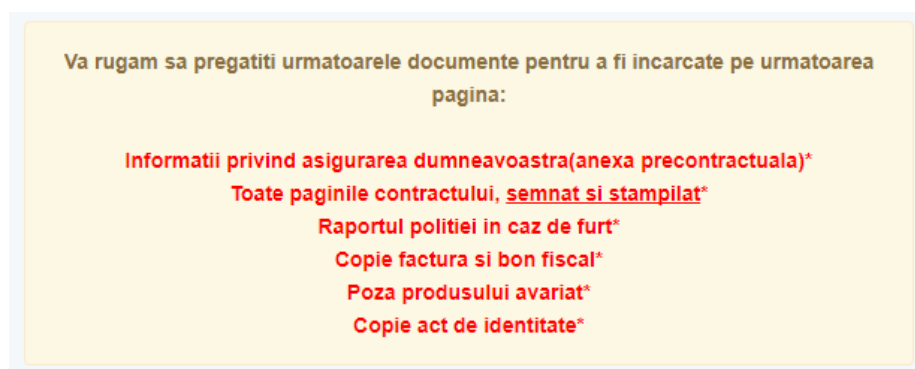 Va rugam sa pregatiti urmatoarele documente pentru a fi incarcate pe urmatoarea
pagina:
Informatii privind asigurarea dumneavoastra(anexa precontractuala)*
Toate paginile contractului, semnat si stampilat*
Raportul politiei in caz de furt*
Copie factura si bon fiscal*
Poza produsului avariat*
Copie act de identitate*